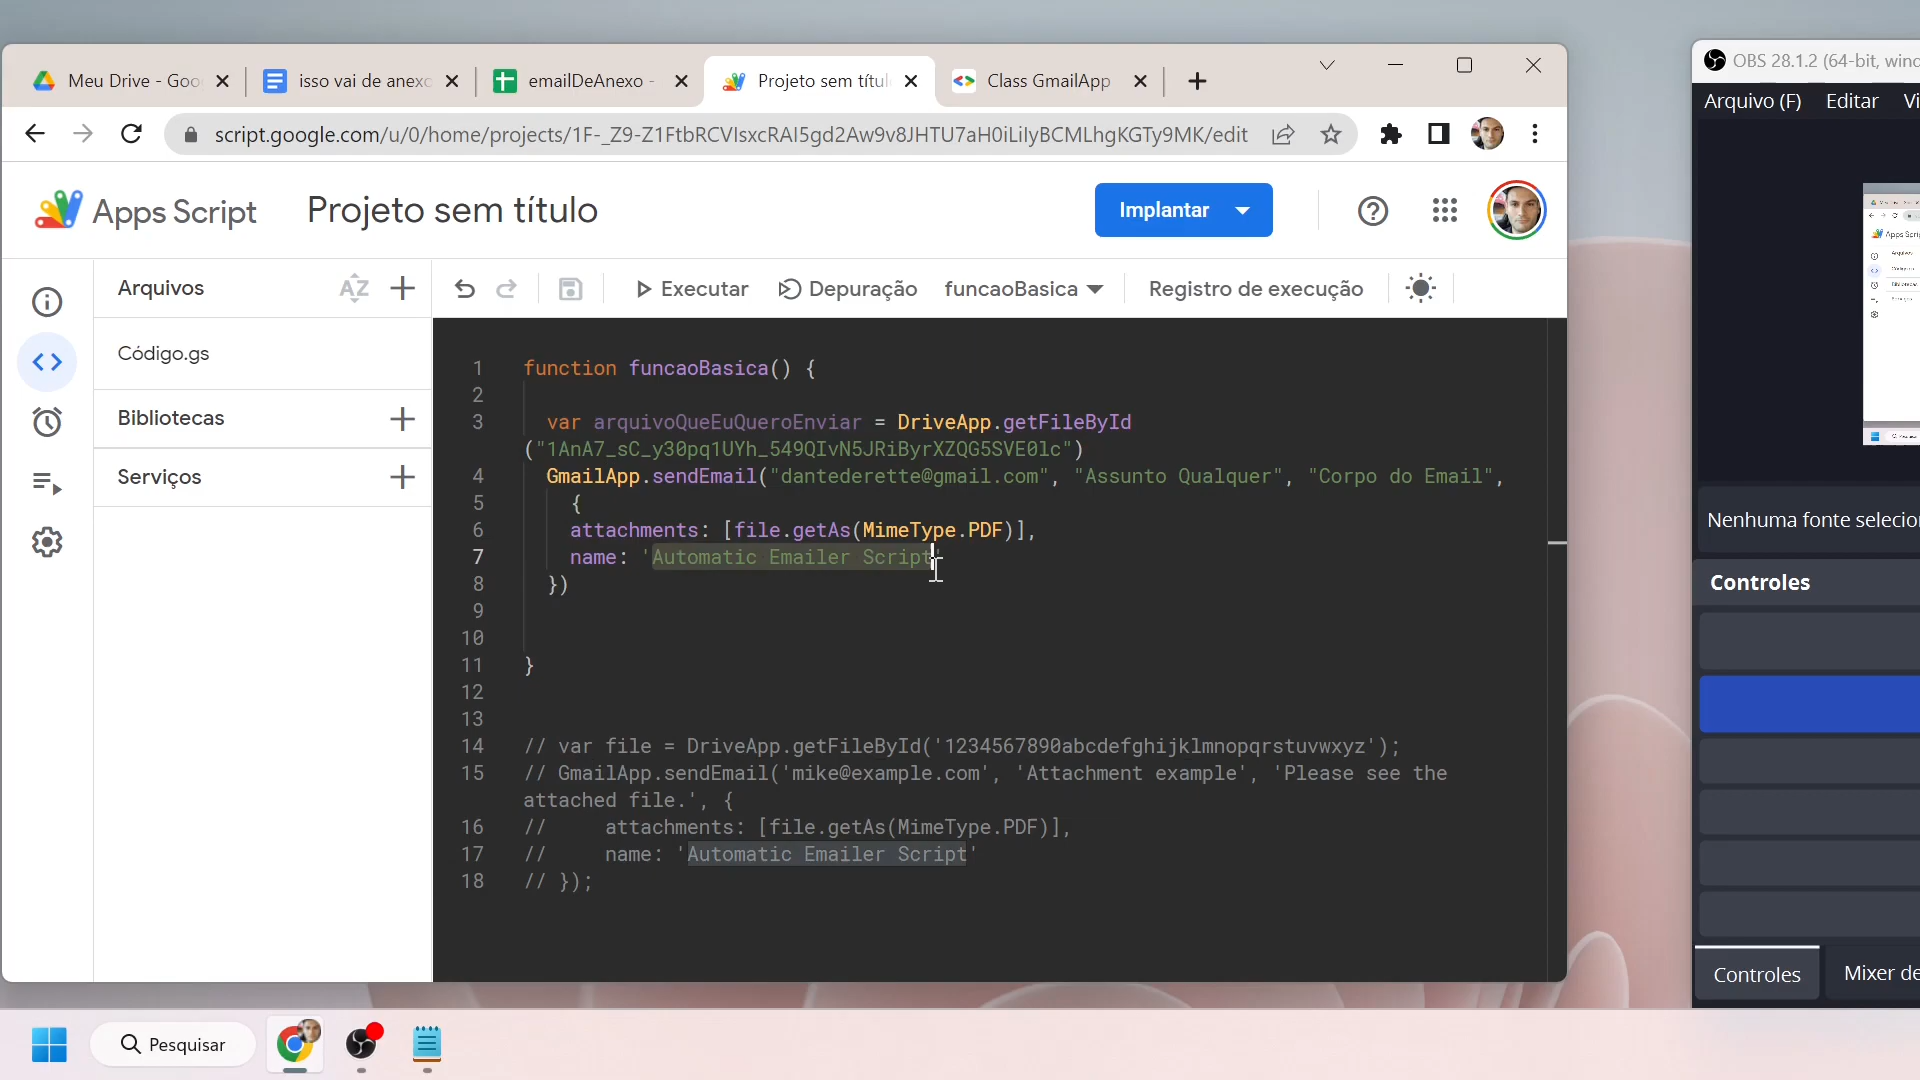 Meu Drive - Goo
isso vai de anexo
emailDeAnexo -
Projeto sem títul
Class GmailApp
script.google.com/u/0/home/projects/1F-_Z9-Z1FtbRCVIsxcRAI5gd2Aw9v8JHTU7aH0iLiIyBCMLhgKGTy9MK/edit
Apps Script
Projeto sem título
Implantar
Arquivos
AZ
Executar
Depuração
funcaoBasica
Registro de execução
Código.gs
Bibliotecas
Serviços
1 function funcaoBasica() {
2
3 var arquivoQueEuQueroEnviar = DriveApp.getFileById
("1AnA7_sC_y30pq1UYh_549QIvN5JRiByrXZQG5SVE0lc")
4 GmailApp.sendEmail("dantederette@gmail.com", "Assunto Qualquer", "Corpo do Email",
5 {
6 attachments: [file.getAs(MimeType.PDF)],
7 name: 'Automatic Emailer Script'
8 })
9
10
11 }
12
13
14 // var file = DriveApp.getFileById('1234567890abcdefghijklmnopqrstuvwxyz');
15 // GmailApp.sendEmail('mike@example.com', 'Attachment example', 'Please see the
attached file.', {
16 // attachments: [file.getAs(MimeType.PDF)],
17 // name: 'Automatic Emailer Script'
18 // });
OBS 28.1.2 (64-bit, wind
Arquivo (F) Editar Vi
Nenhuma fonte selecio
Controles
Controles
Mixer de
Pesquisar